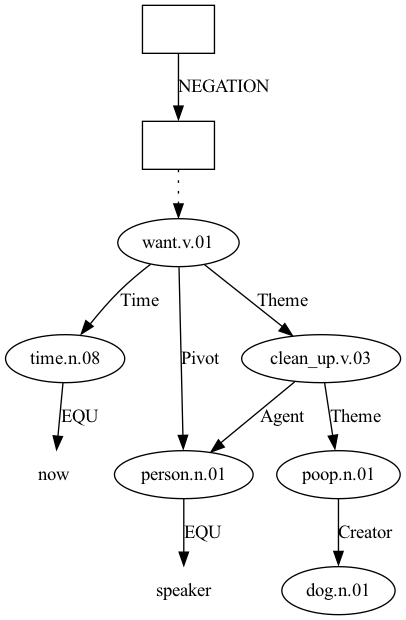 NEGATION
want.v.01
Time
Pivot
Theme
time.n.08
clean_up.v.03
EQU
Agent
Theme
now
person.n.01
poop.n.01
EQU
Creator
speaker
dog.n.01